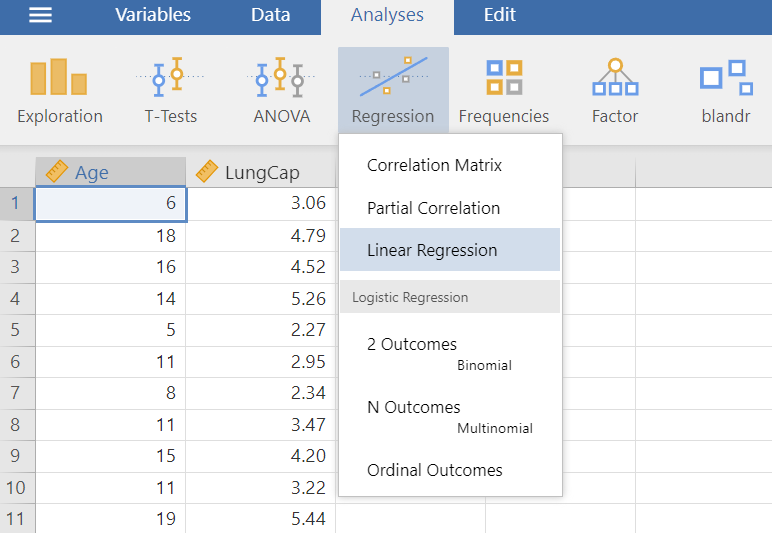 Variables Data Analyses Edit
Exploration T-Tests ANOVA Regression Frequencies Factor blandr
Age LungCap
1 6 3.06
2 18 4.79
3 16 4.52
4 14 5.26
5 5 2.27
6 11 2.95
7 8 2.34
8 11 3.47
9 15 4.20
10 11 3.22
11 19 5.44
Correlation Matrix
Partial Correlation
Linear Regression
Logistic Regression
2 Outcomes
Binomial
N Outcomes
Multinomial
Ordinal Outcomes